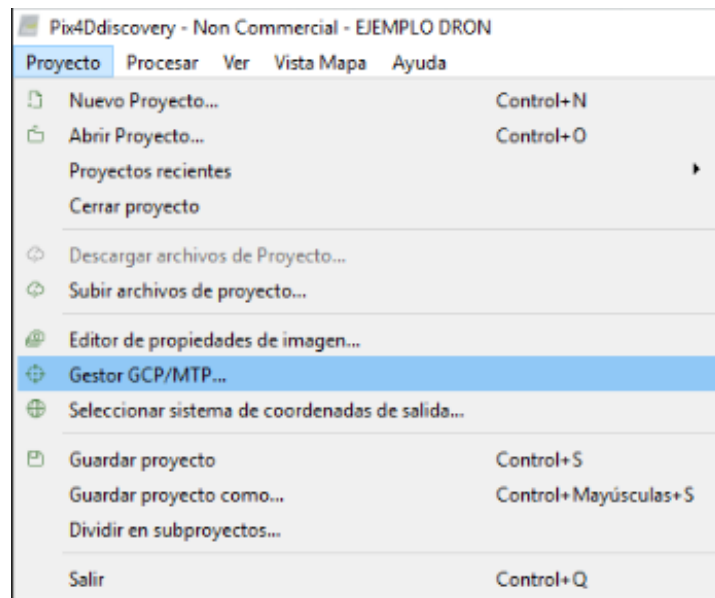 Pix4Ddiscovery - Non Commercial - EJEMPLO DRON
Proyecto Procesar Ver Vista Mapa Ayuda
Nuevo Proyecto... Control+N
Abrir Proyecto... Control+O
Proyectos recientes
Cerrar proyecto
Descargar archivos de Proyecto...
Subir archivos de proyecto...
Editor de propiedades de imagen...
Gestor GCP/MTP...
Seleccionar sistema de coordenadas de salida...
Guardar proyecto Control+S
Guardar proyecto como... Control+Mayúsculas+S
Dividir en subproyectos...
Salir Control+Q